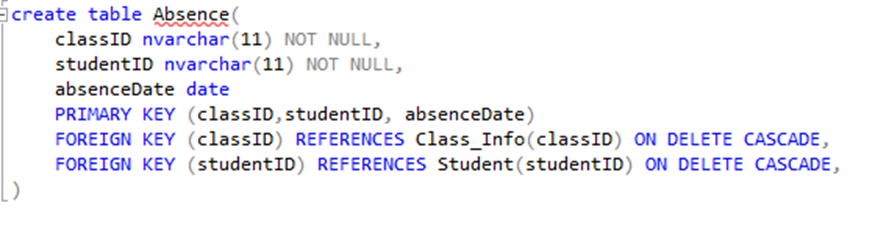 create table Absence(
classID nvarchar(11) NOT NULL,
studentID nvarchar(11) NOT NULL,
absenceDate date
PRIMARY KEY (classID,studentID, absenceDate)
FOREIGN KEY (classID) REFERENCES Class_Info(classID) ON DELETE CASCADE,
FOREIGN KEY (studentID) REFERENCES Student(studentID) ON DELETE CASCADE,
)